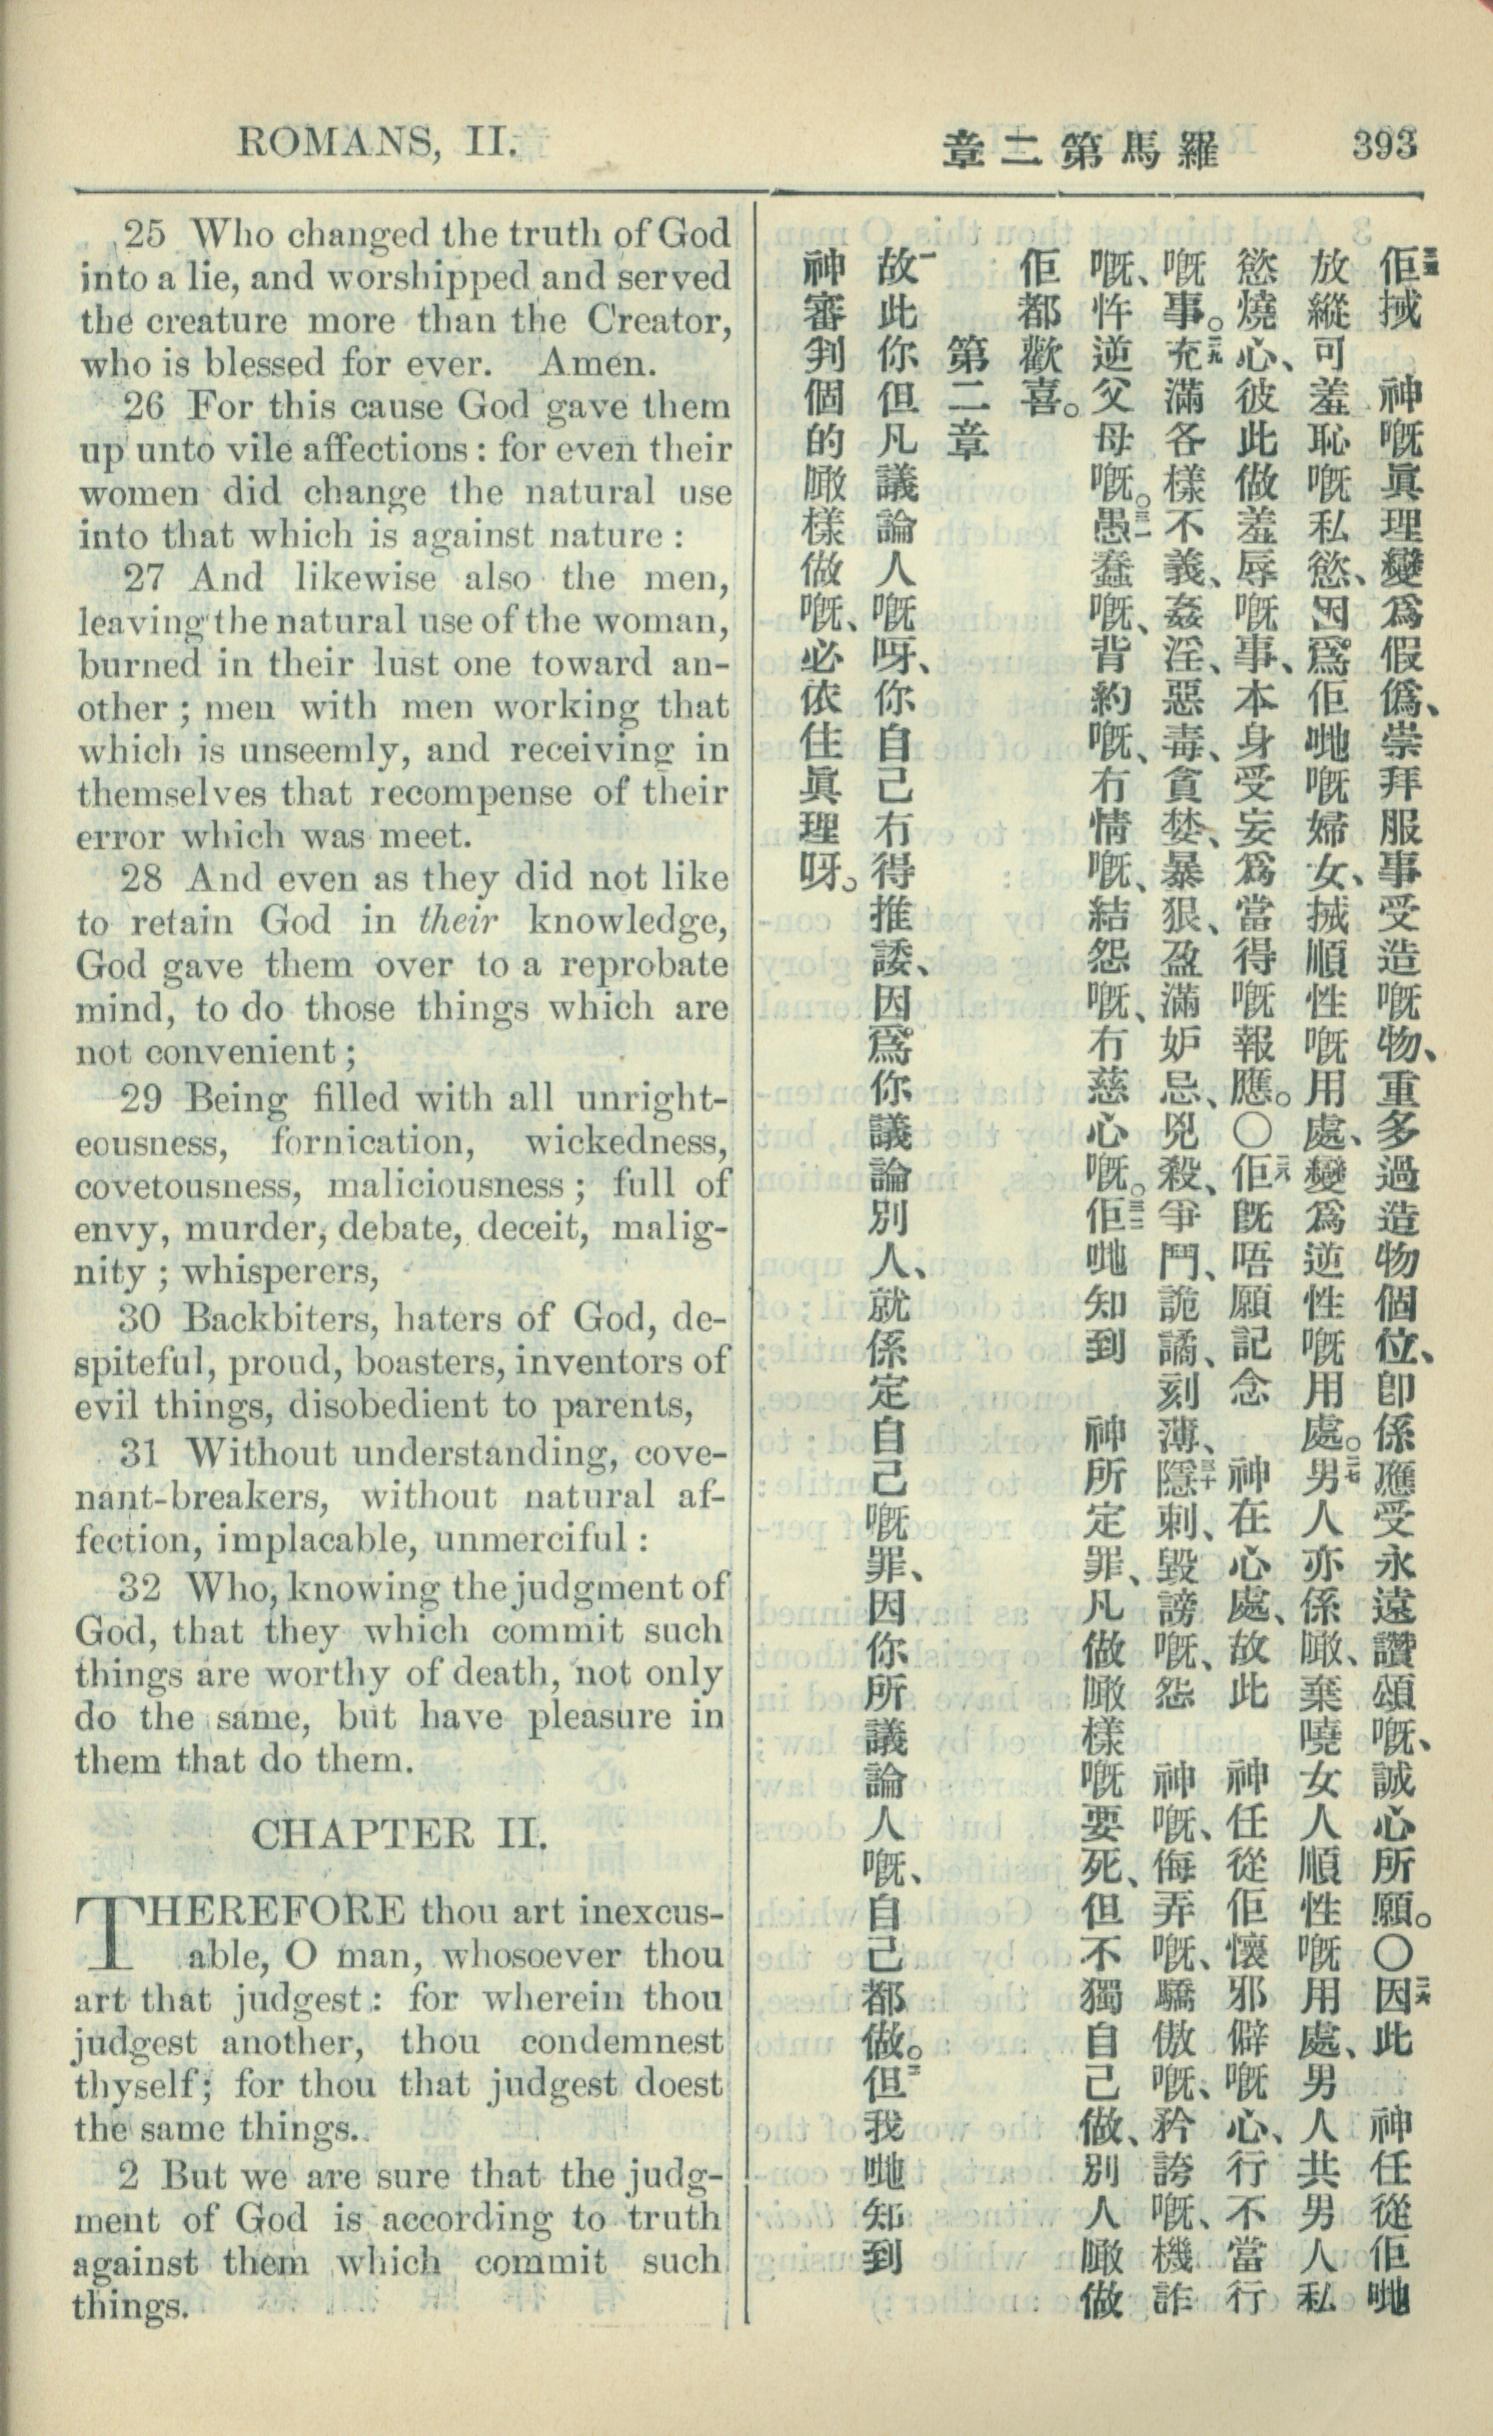 ROMANS, II.
章二第馬羅
393
25 Who changed the truth of God
into a lie, and worshipped and served
the creature more than the Creator,
who is blessed for ever. Amen.
26 For this cause God gave them
up unto vile affections : for even their
women did change the natural use
into that which is against nature :
27 And likewise also the men,
leaving the natural use of the woman,
burned in their lust one toward an-
other ; men with men working that
which is unseemly, and receiving in
themselves that recompense of their
error which was meet.
28 And even as they did not like
to retain God in their knowledge,
God gave them over to a reprobate
mind, to do those things which are
not convenient ;
29 Being filled with all unright-
eousness, fornication, wickedness,
covetousness, maliciousness ; full of
envy, murder, debate, deceit, malig-
nity ; whisperers,
30 Backbiters, haters of God, de-
spiteful, proud, boasters, inventors of
evil things, disobedient to parents,
31 Without understanding, cove-
nant-breakers, without natural af-
fection, implacable, unmerciful :
32 Who, knowing the judgment of
God, that they which commit such
things are worthy of death, not only
do the same, but have pleasure in
them that do them.
CHAPTER II.
THEREFORE thou art inexcus-
able, O man, whosoever thou
art that judgest : for wherein thou
judgest another, thou condemnest
thyself ; for thou that judgest doest
the same things.
2 But we are sure that the judg-
ment of God is according to truth
against them which commit such
things.
佢二五搣 神嘅眞理變爲假僞、崇拜服事受造嘅物、重多過造物個位、卽係應受永遠讚頌嘅、誠心所願。〇因二六此 神任從佢哋
放縱可羞恥嘅私慾、因爲佢哋嘅婦女、搣順性嘅用處、變爲逆性嘅用處。男二七人亦係噉、棄嘵女人順性嘅用處、男人共男人私
慾燒心、彼此做羞辱嘅事、本身受妄爲當得嘅報應。〇佢二八旣唔願記念 神在心處、故此 神任從佢懷邪僻嘅心、行不當行
嘅事。充二九滿各樣不義、姦淫、惡毒、貪婪、暴狠、盈滿妒忌、兇殺、爭鬥、詭譎、刻薄、隱三十刺、毀謗嘅、怨 神嘅、侮弄嘅、驕傲嘅、矜誇嘅、機詐
嘅、忤逆父母嘅。愚三一蠢嘅、背約嘅、冇情嘅、結怨嘅、冇慈心嘅。佢三二哋知到 神所定罪、凡做噉樣嘅要死、但不獨自己做、別人噉做
佢都歡喜。
第二章
故一此你但凡議論人嘅呀、你自己冇得推諉、因爲你議論別人、就係定自己嘅罪、因你所議論人嘅、自己都做。但二我哋知到
神審判個的噉樣做嘅、必依住眞理呀。